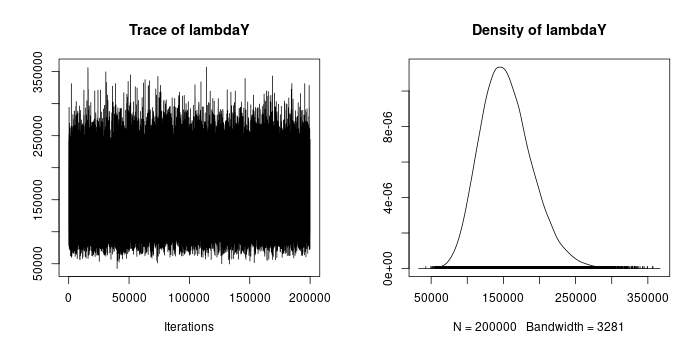 Trace of lambdaY
350000
250000
150000
50000
0
50000
100000
150000
200000
Iterations
Density of lambdaY
8e-06
4e-06
0e+00
50000
150000
250000
350000
N = 200000 Bandwidth = 3281